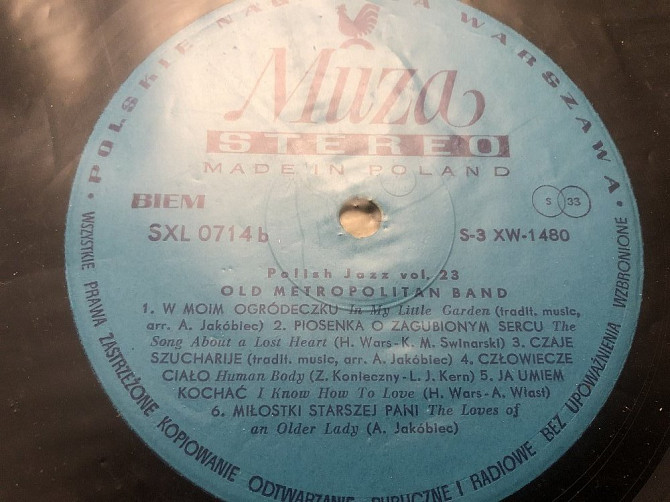 • POLSKIE NAGRANIA WARSZAWA •
Muza
STEREO
MADE IN POLAND
BIEM
S 33
SXL 0714 b
S-3 XW-1480
Polish Jazz vol. 23
OLD METROPOLITAN BAND
1. W MOIM OGRÓDECZKU In My Little Garden (tradit. music,
arr. A. Jakóbiec) 2. PIOSENKA O ZAGUBIONYM SERCU The
Song About a Lost Heart (H. Wars - K. M. Swinarski) 3. CZAJE
SZUCHARIJE (tradit. music, arr. A. Jakóbiec) 4. CZŁOWIECZE
CIAŁO Human Body (Z. Konieczny - L. J. Kern) 5. JA UMIEM
KOCHAĆ I Know How To Love (H. Wars - A. Włast)
6. MIŁOSTKI STARSZEJ PANI The Loves of
an Older Lady (A. Jakóbiec)
WSZYSTKIE PRAWA ZASTRZEŻONE KOPIOWANIE ODTWARZANIE PUBLICZNE I RADIOWE BEZ UPOWAŻNIENIA WZBRONIONE